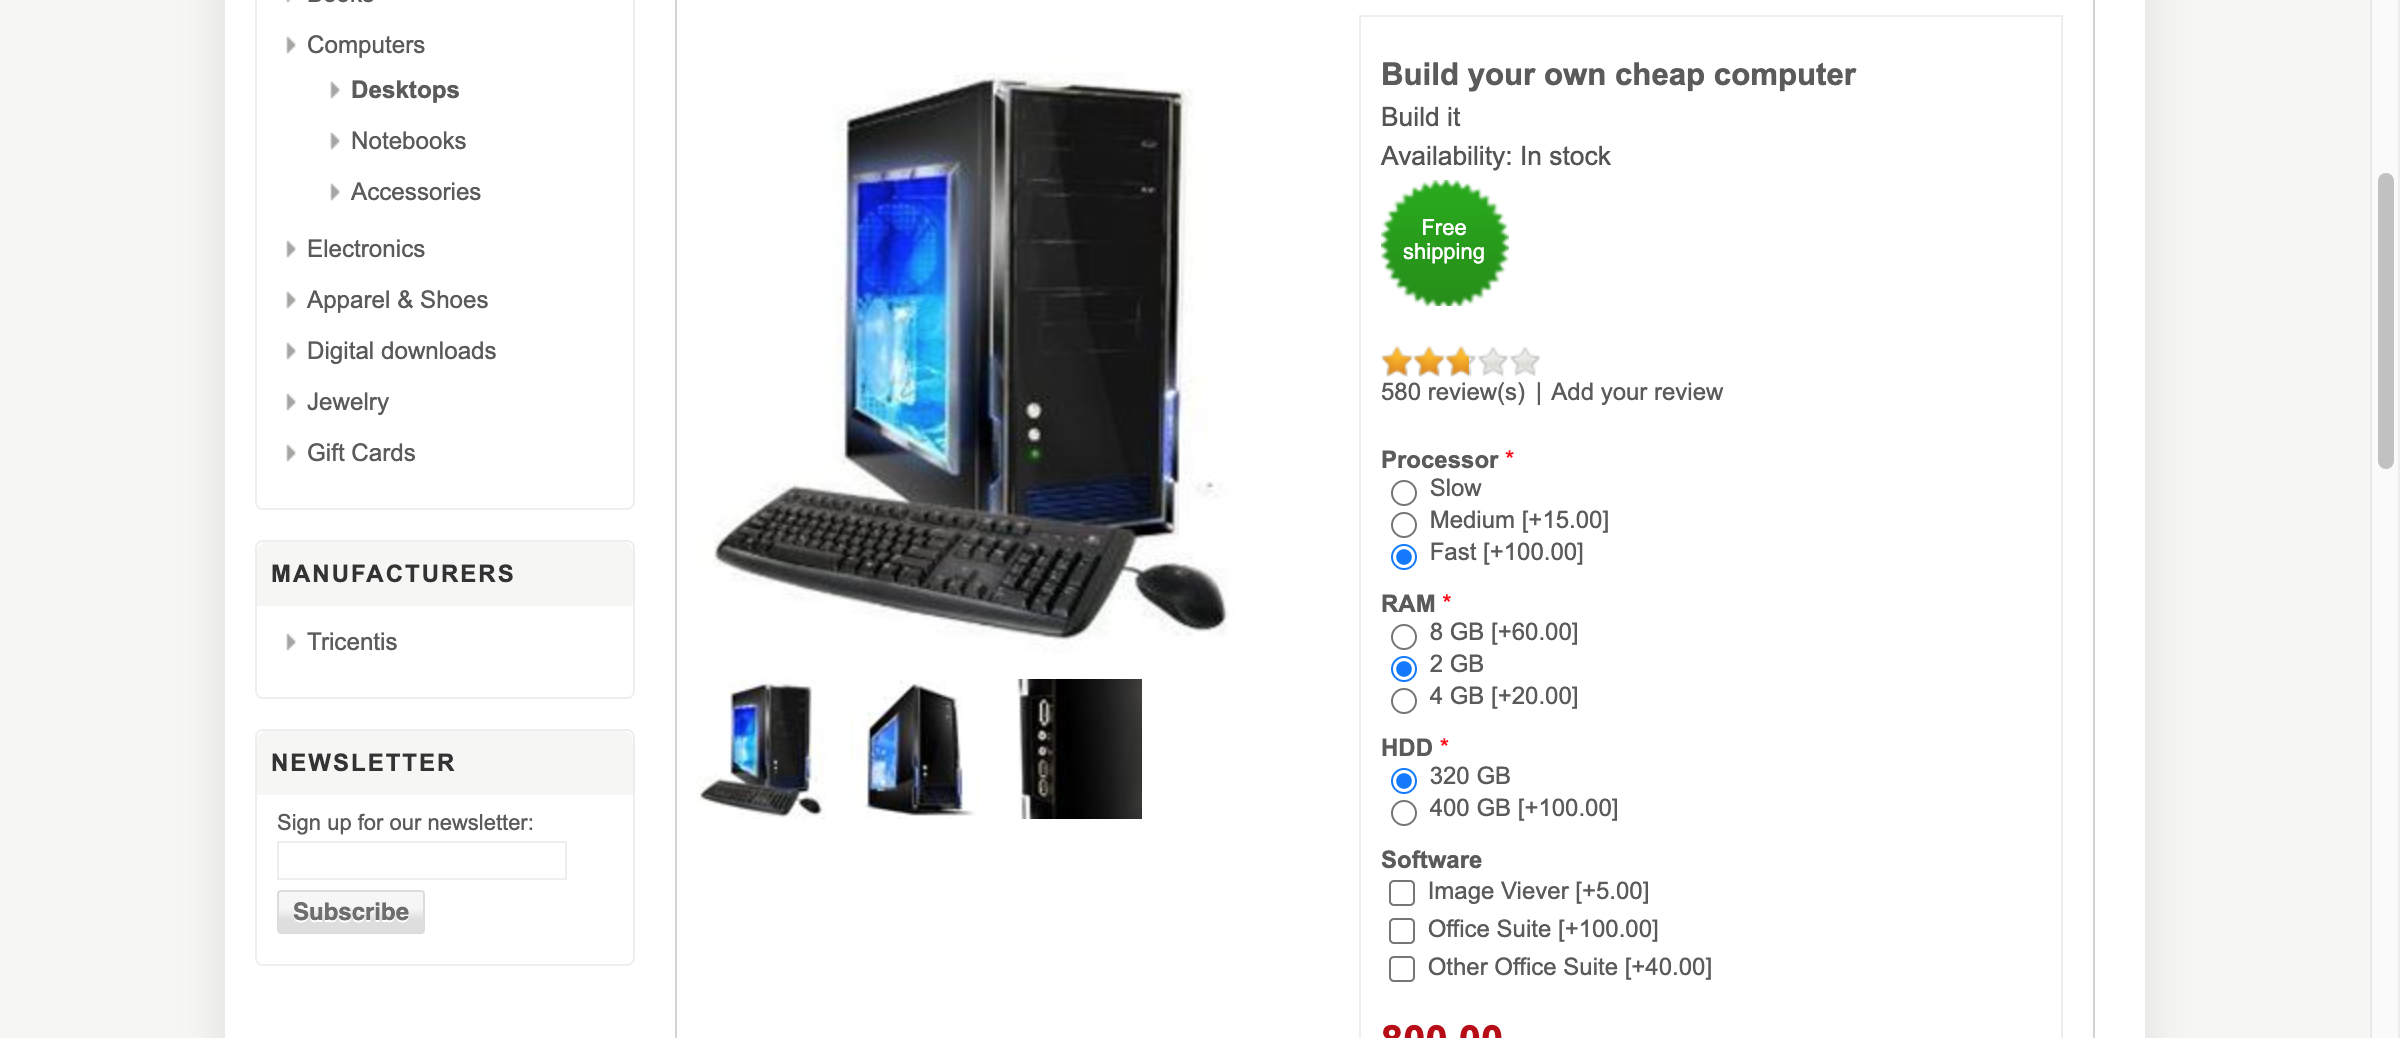 Computers
Desktops
Notebooks
Accessories
Electronics
Apparel & Shoes
Digital downloads
Jewelry
Gift Cards
MANUFACTURERS
Tricentis
NEWSLETTER
Sign up for our newsletter:
Subscribe
Build your own cheap computer
Build it
Availability: In stock
Free
shipping
580 review(s) | Add your review
Processor *
Slow
Medium [+15.00]
Fast [+100.00]
RAM *
8 GB [+60.00]
2 GB
4 GB [+20.00]
HDD *
320 GB
400 GB [+100.00]
Software
Image Viever [+5.00]
Office Suite [+100.00]
Other Office Suite [+40.00]